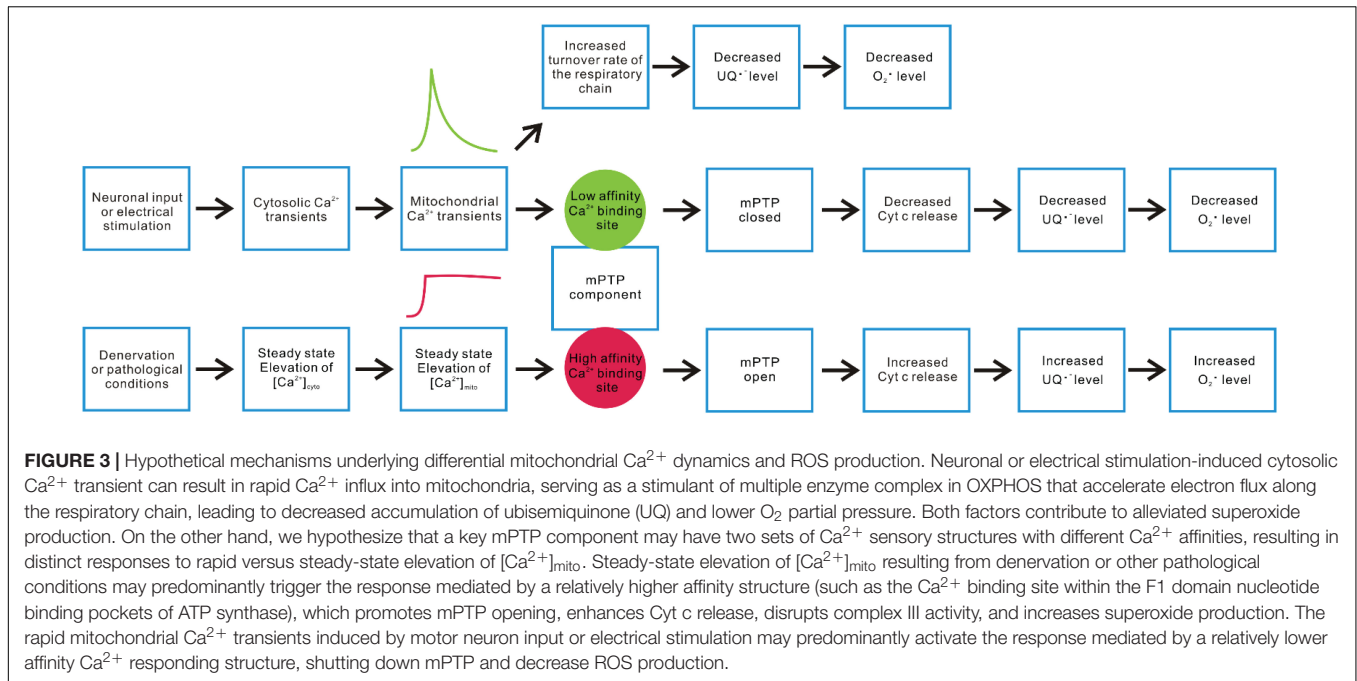 Increased
turnover rate of
the respiratory
chain
Decreased
UQ•⁻ level
Decreased
O₂•⁻ level
Neuronal input
or electrical
stimulation
Cytosolic Ca²⁺
transients
Mitochondrial
Ca²⁺ transients
Low affinity
Ca²⁺ binding
site
mPTP
closed
Decreased
Cyt c release
Decreased
UQ•⁻ level
Decreased
O₂•⁻ level
mPTP
component
Denervation
or pathological
conditions
Steady state
Elevation of
[Ca²⁺]cyto
Steady state
Elevation of
[Ca²⁺]mito
High affinity
Ca²⁺ binding
site
mPTP
open
Increased
Cyt c release
Increased
UQ•⁻ level
Increased
O₂•⁻ level
FIGURE 3 | Hypothetical mechanisms underlying differential mitochondrial Ca²⁺ dynamics and ROS production. Neuronal or electrical stimulation-induced cytosolic
Ca²⁺ transient can result in rapid Ca²⁺ influx into mitochondria, serving as a stimulant of multiple enzyme complex in OXPHOS that accelerate electron flux along
the respiratory chain, leading to decreased accumulation of ubisemiquinone (UQ) and lower O₂ partial pressure. Both factors contribute to alleviated superoxide
production. On the other hand, we hypothesize that a key mPTP component may have two sets of Ca²⁺ sensory structures with different Ca²⁺ affinities, resulting in
distinct responses to rapid versus steady-state elevation of [Ca²⁺]mito. Steady-state elevation of [Ca²⁺]mito resulting from denervation or other pathological
conditions may predominantly trigger the response mediated by a relatively higher affinity structure (such as the Ca²⁺ binding site within the F1 domain nucleotide
binding pockets of ATP synthase), which promotes mPTP opening, enhances Cyt c release, disrupts complex III activity, and increases superoxide production. The
rapid mitochondrial Ca²⁺ transients induced by motor neuron input or electrical stimulation may predominantly activate the response mediated by a relatively lower
affinity Ca²⁺ responding structure, shutting down mPTP and decrease ROS production.